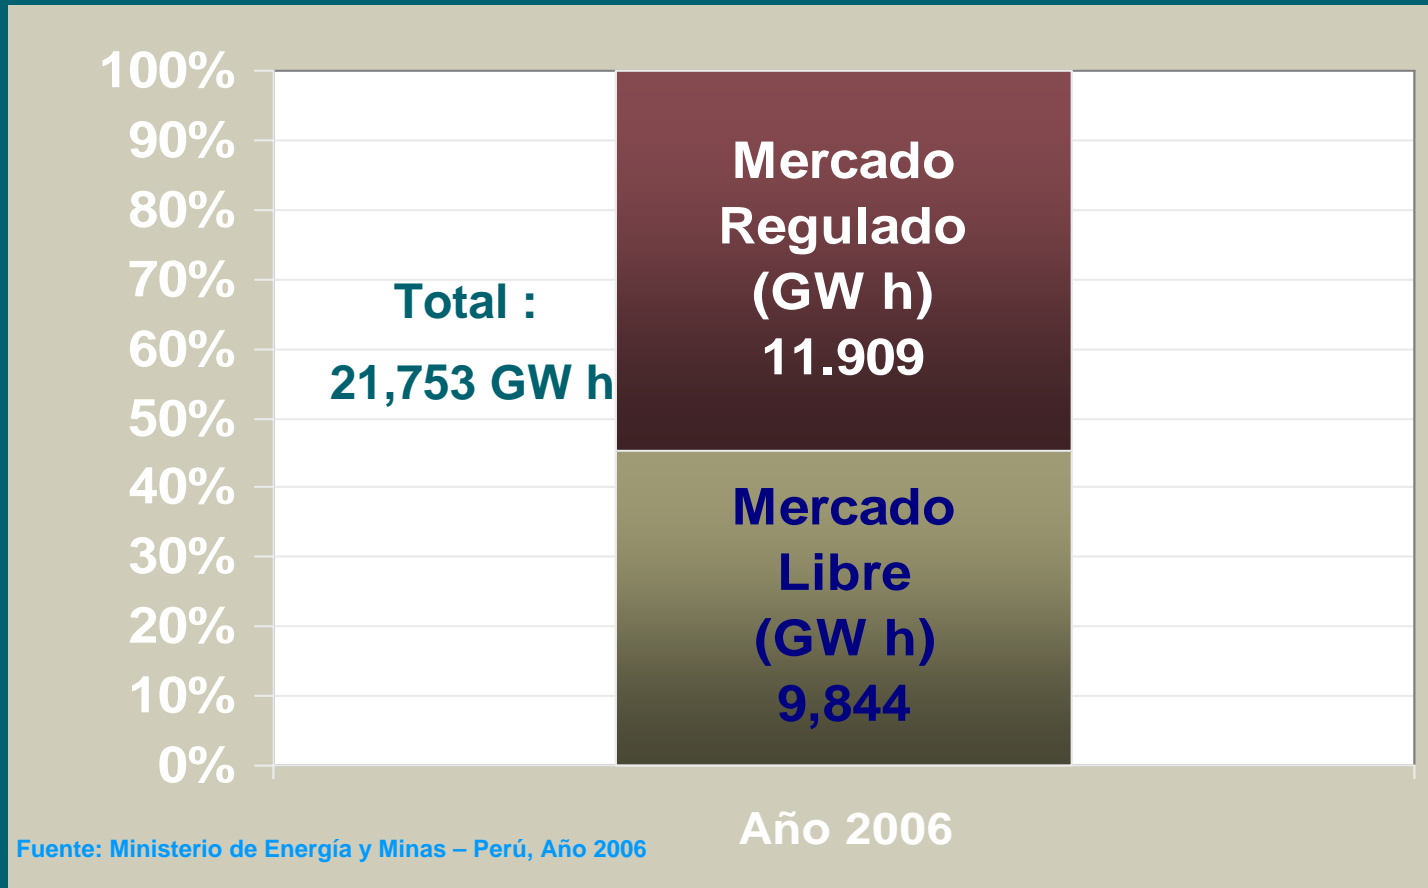 100%
90%
80%
70%
60%
50%
40%
30%
20%
10%
0%
Total :
21,753 GW h
Mercado
Regulado
(GW h)
11.909
Mercado
Libre
(GW h)
9,844
Año 2006
Fuente: Ministerio de Energía y Minas – Perú, Año 2006